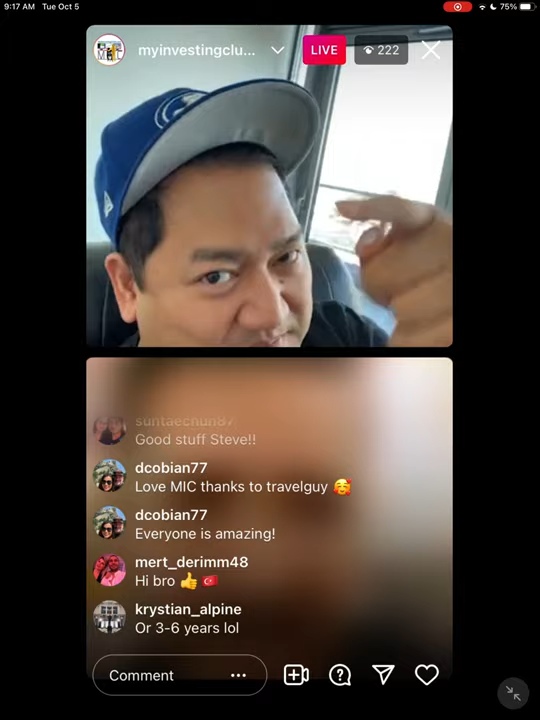 9:17 AM Tue Oct 5
75%
myinvestingclu...
LIVE
222
suntaechun87
Good stuff Steve!!
dcobian77
Love MIC thanks to travelguy 🥰
dcobian77
Everyone is amazing!
mert_derimm48
Hi bro 👍 🇹🇷
krystian_alpine
Or 3-6 years lol
Comment